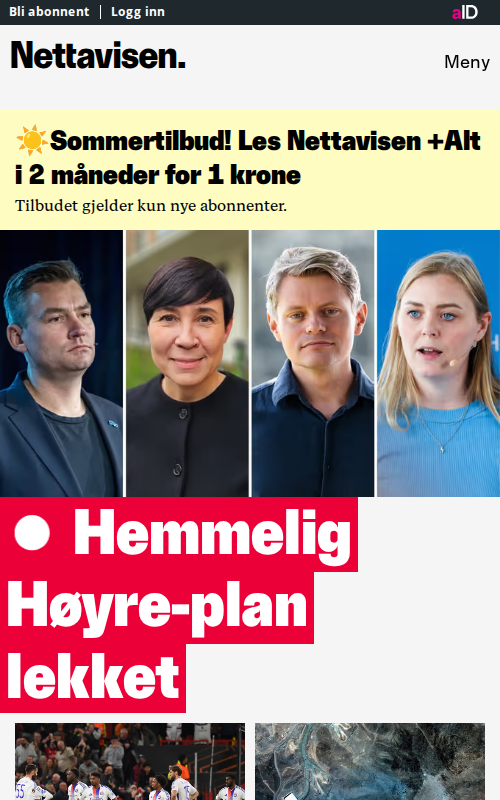 Bli abonnent | Logg inn
aID
Nettavisen.
Meny
☀️Sommertilbud! Les Nettavisen +Alt
i 2 måneder for 1 krone
Tilbudet gjelder kun nye abonnenter.
Hemmelig
Høyre-plan
lekket
55